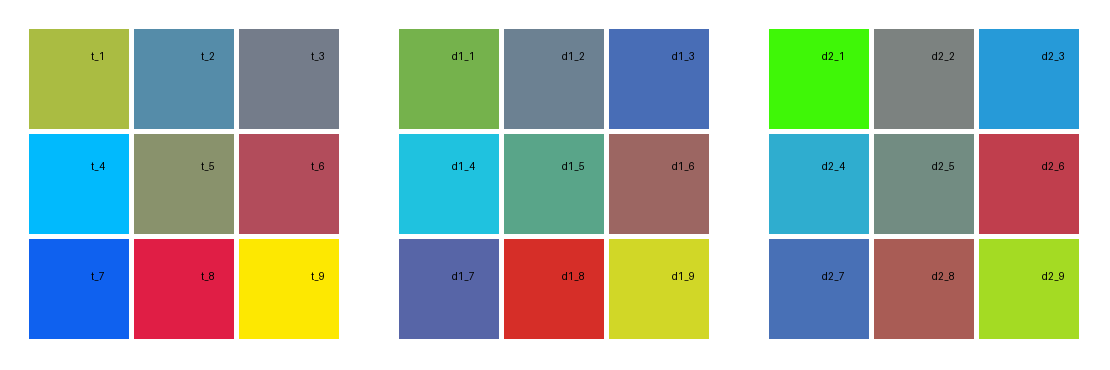 t_1 t_2 t_3 d1_1 d1_2 d1_3 d2_1 d2_2 d2_3
t_4 t_5 t_6 d1_4 d1_5 d1_6 d2_4 d2_5 d2_6
t_7 t_8 t_9 d1_7 d1_8 d1_9 d2_7 d2_8 d2_9